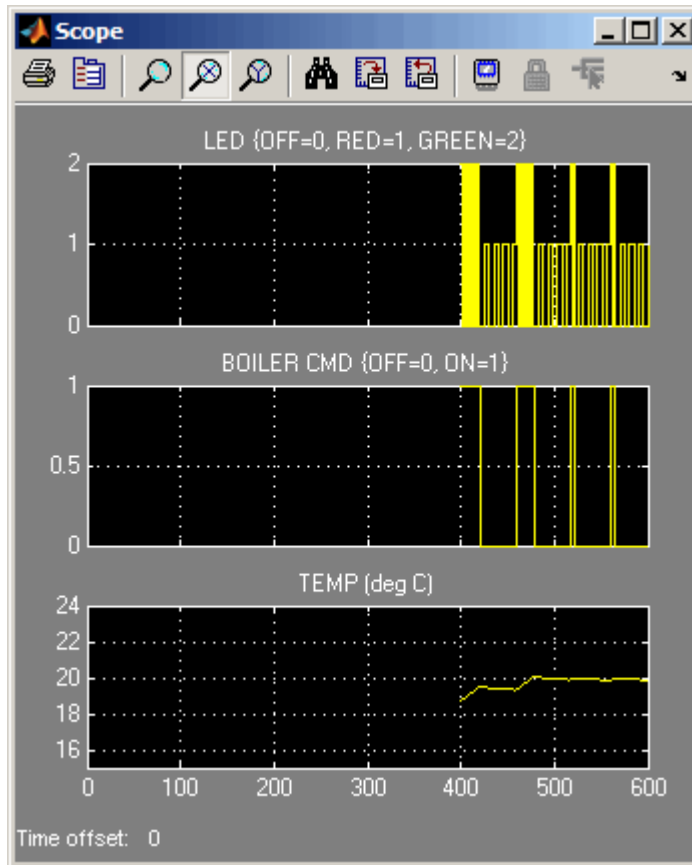 Scope
LED {OFF=0, RED=1, GREEN=2}
2
1
0
BOILER CMD {OFF=0, ON=1}
1
0.5
0
TEMP (deg C)
24
22
20
18
16
0 100 200 300 400 500 600
Time offset: 0